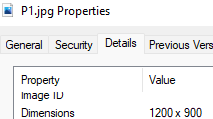 P1.jpg Properties
General Security Details Previous Vers
Property Value
Image ID
Dimensions 1200 x 900